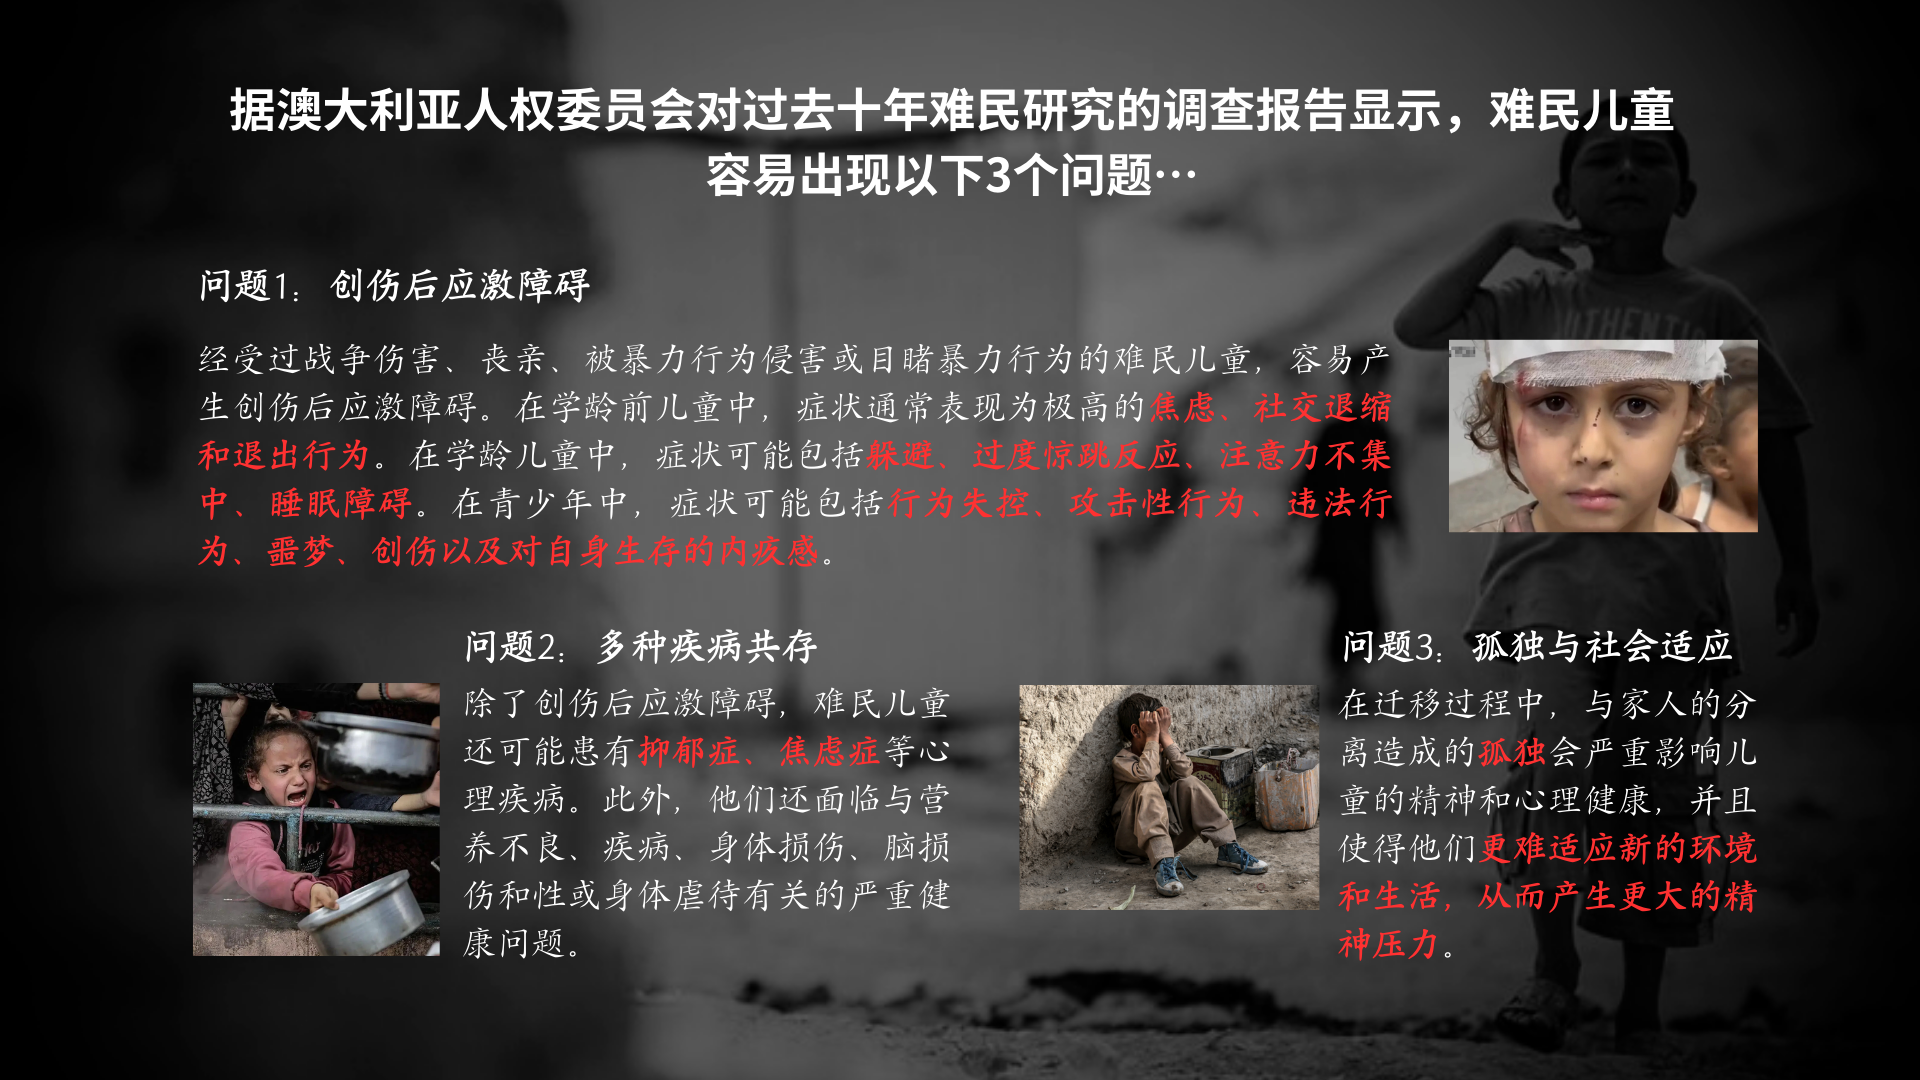 据澳大利亚人权委员会对过去十年难民研究的调查报告显示，难民儿童
容易出现以下3个问题…
问题1：创伤后应激障碍
经受过战争伤害、丧亲、被暴力行为侵害或目睹暴力行为的难民儿童，容易产
生创伤后应激障碍。在学龄前儿童中，症状通常表现为极高的焦虑、社交退缩
和退出行为。在学龄儿童中，症状可能包括躲避、过度惊跳反应、注意力不集
中、睡眠障碍。在青少年中，症状可能包括行为失控、攻击性行为、违法行
为、噩梦、创伤以及对自身生存的内疚感。
问题2：多种疾病共存
除了创伤后应激障碍，难民儿童
还可能患有抑郁症、焦虑症等心
理疾病。此外，他们还面临与营
养不良、疾病、身体损伤、脑损
伤和性或身体虐待有关的严重健
康问题。
问题3：孤独与社会适应
在迁移过程中，与家人的分
离造成的孤独会严重影响儿
童的精神和心理健康，并且
使得他们更难适应新的环境
和生活，从而产生更大的精
神压力。